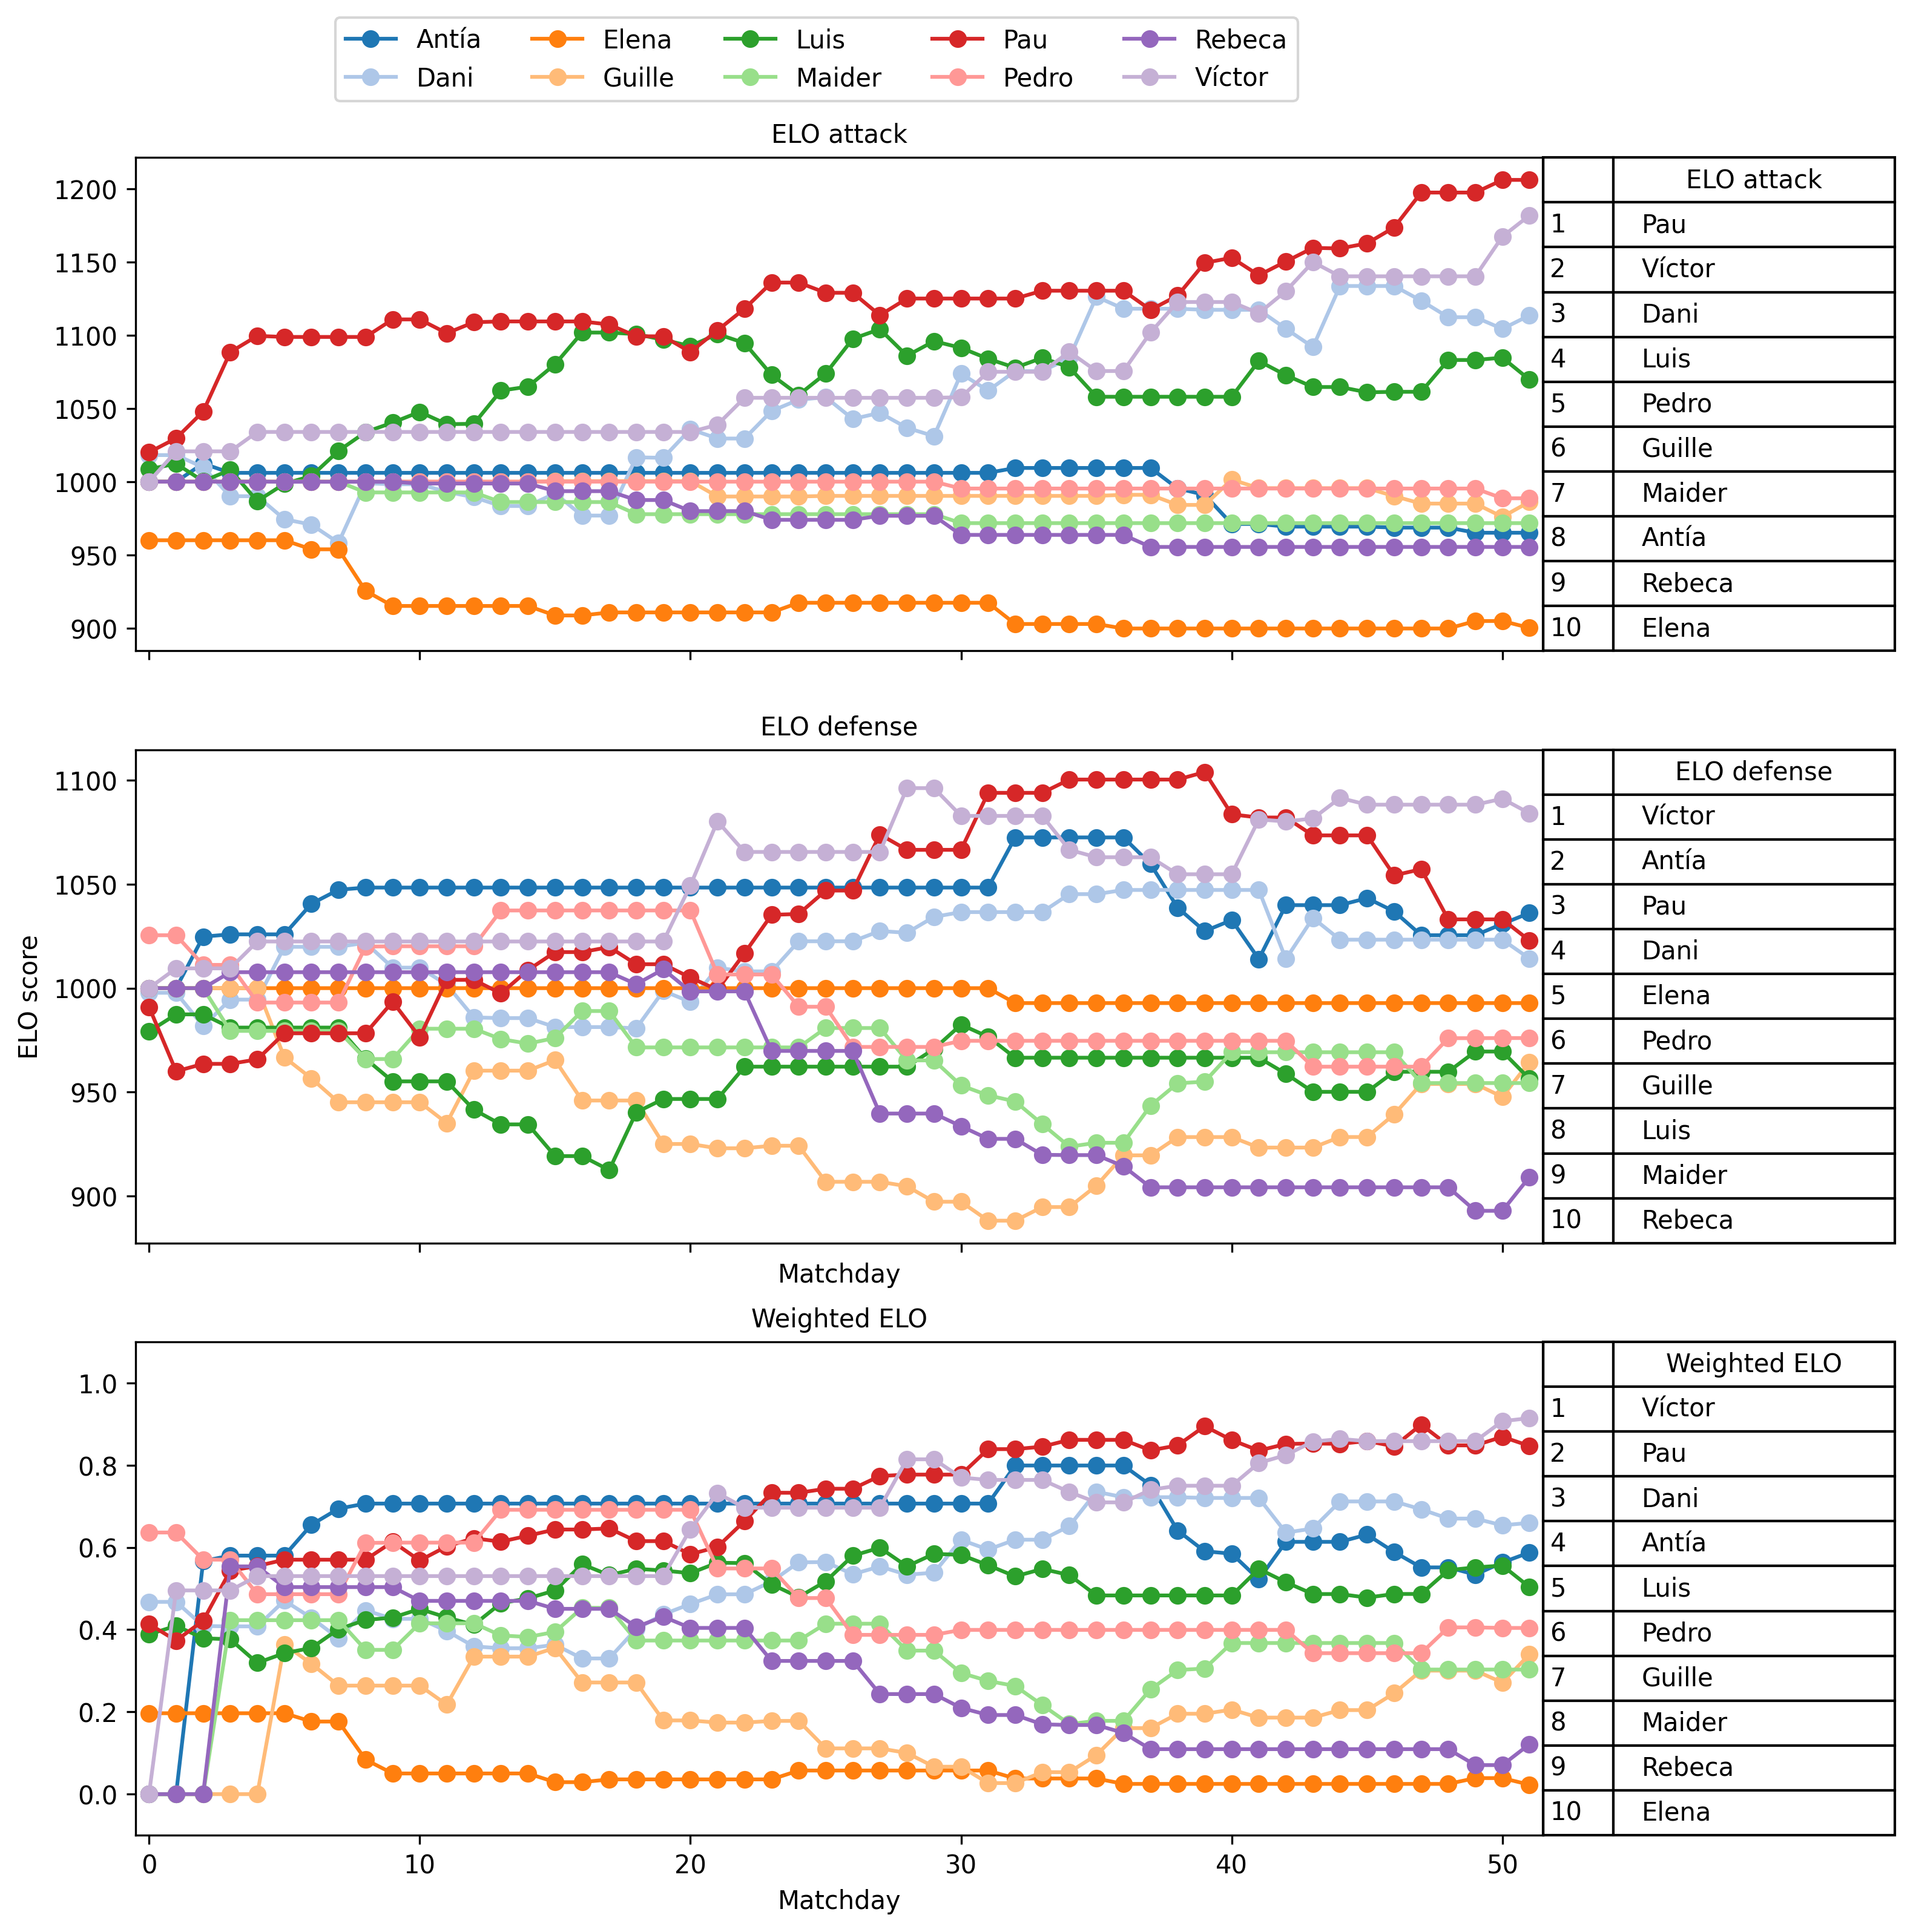 Antía Elena Luis Pau Rebeca
Dani Guille Maider Pedro Víctor
ELO attack
1200
1150
1100
1050
1000
950
900
ELO attack
1 Pau
2 Víctor
3 Dani
4 Luis
5 Pedro
6 Guille
7 Maider
8 Antía
9 Rebeca
10 Elena
ELO defense
ELO score
1100
1050
1000
950
900
Matchday
ELO defense
1 Víctor
2 Antía
3 Pau
4 Dani
5 Elena
6 Pedro
7 Guille
8 Luis
9 Maider
10 Rebeca
Weighted ELO
1.0
0.8
0.6
0.4
0.2
0.0
0 10 20 30 40 50
Matchday
Weighted ELO
1 Víctor
2 Pau
3 Dani
4 Antía
5 Luis
6 Pedro
7 Guille
8 Maider
9 Rebeca
10 Elena